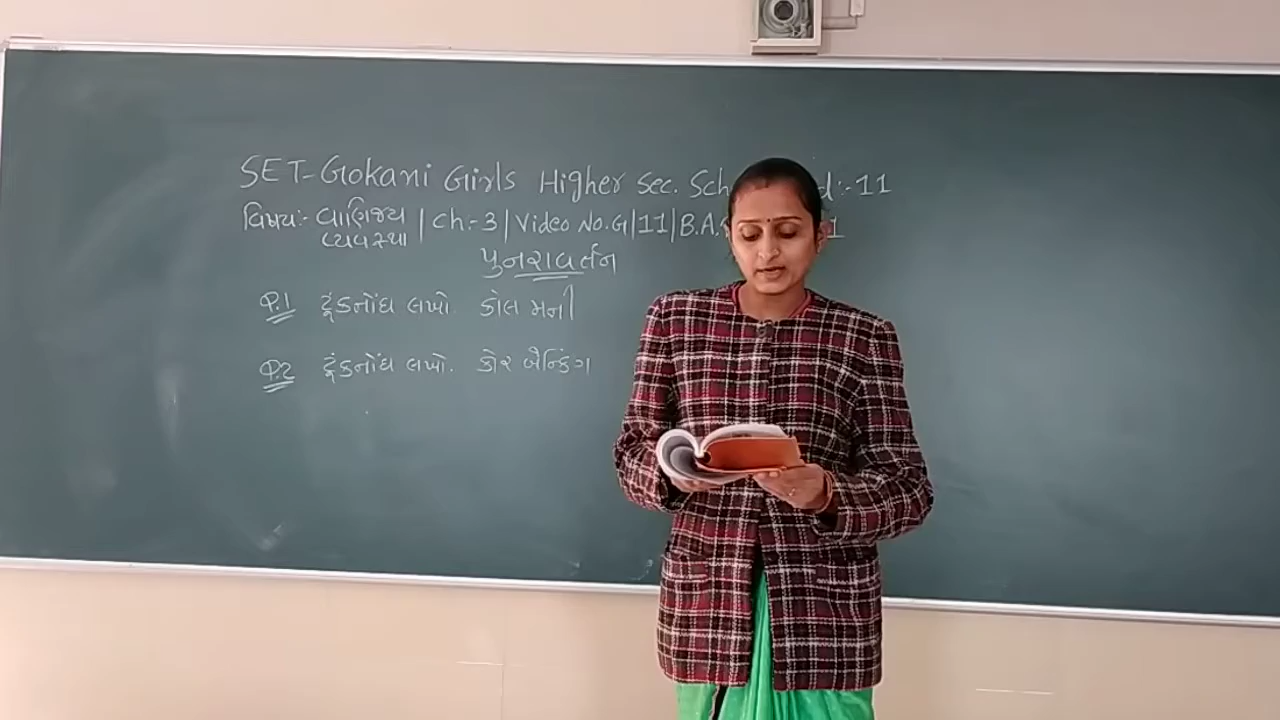 SET-Gokani Girls Higher Sec. Sch :-11
વિષય:- વાણિજ્ય વ્યવસ્થા | Ch:-3 | Video No.G|11|B.A. 1
પુનરાવર્તન
Q.1 ટૂંકનોંધ લખો. કોલ મની
Q.2 ટૂંકનોંધ લખો. કોર બૅન્કિંગ